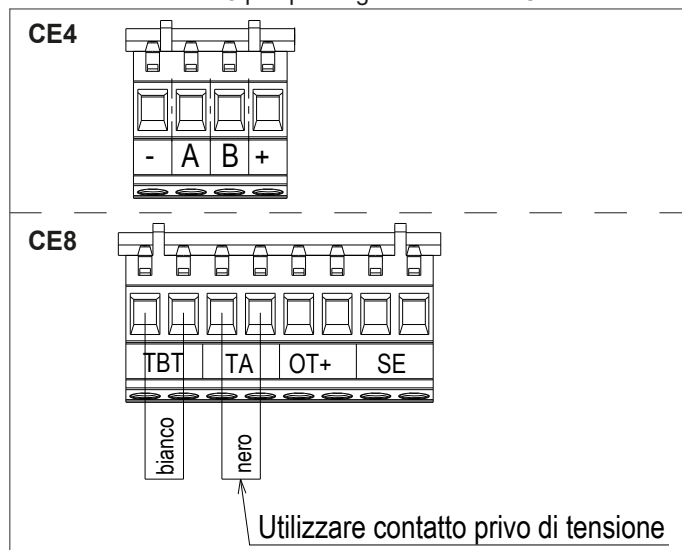 CE4
- A B +
CE8
TBT TA OT+ SE
bianco
nero
Utilizzare contatto privo di tensione